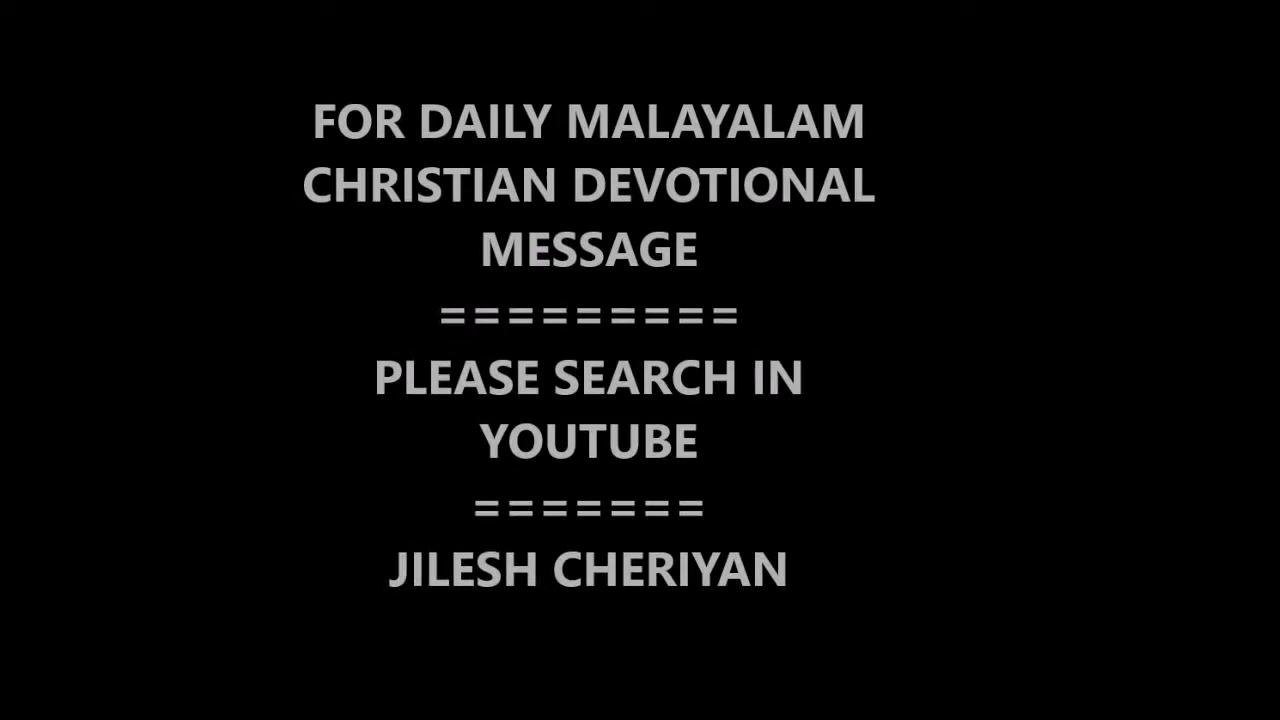 FOR DAILY MALAYALAM
CHRISTIAN DEVOTIONAL
MESSAGE
=========
PLEASE SEARCH IN
YOUTUBE
=======
JILESH CHERIYAN